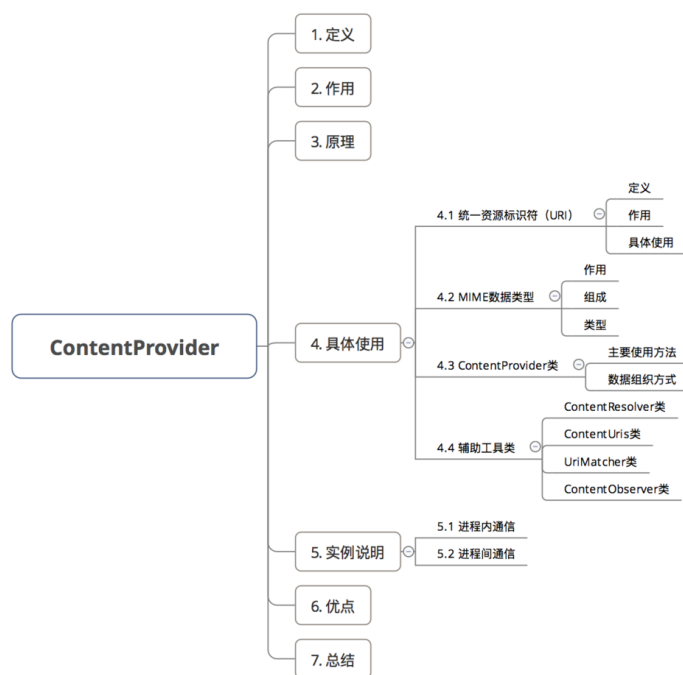 ContentProvider
1. 定义
2. 作用
3. 原理
4. 具体使用
4.1 统一资源标识符（URI）
定义
作用
具体使用
4.2 MIME数据类型
作用
组成
类型
4.3 ContentProvider类
主要使用方法
数据组织方式
4.4 辅助工具类
ContentResolver类
ContentUris类
UriMatcher类
ContentObserver类
5. 实例说明
5.1 进程内通信
5.2 进程间通信
6. 优点
7. 总结